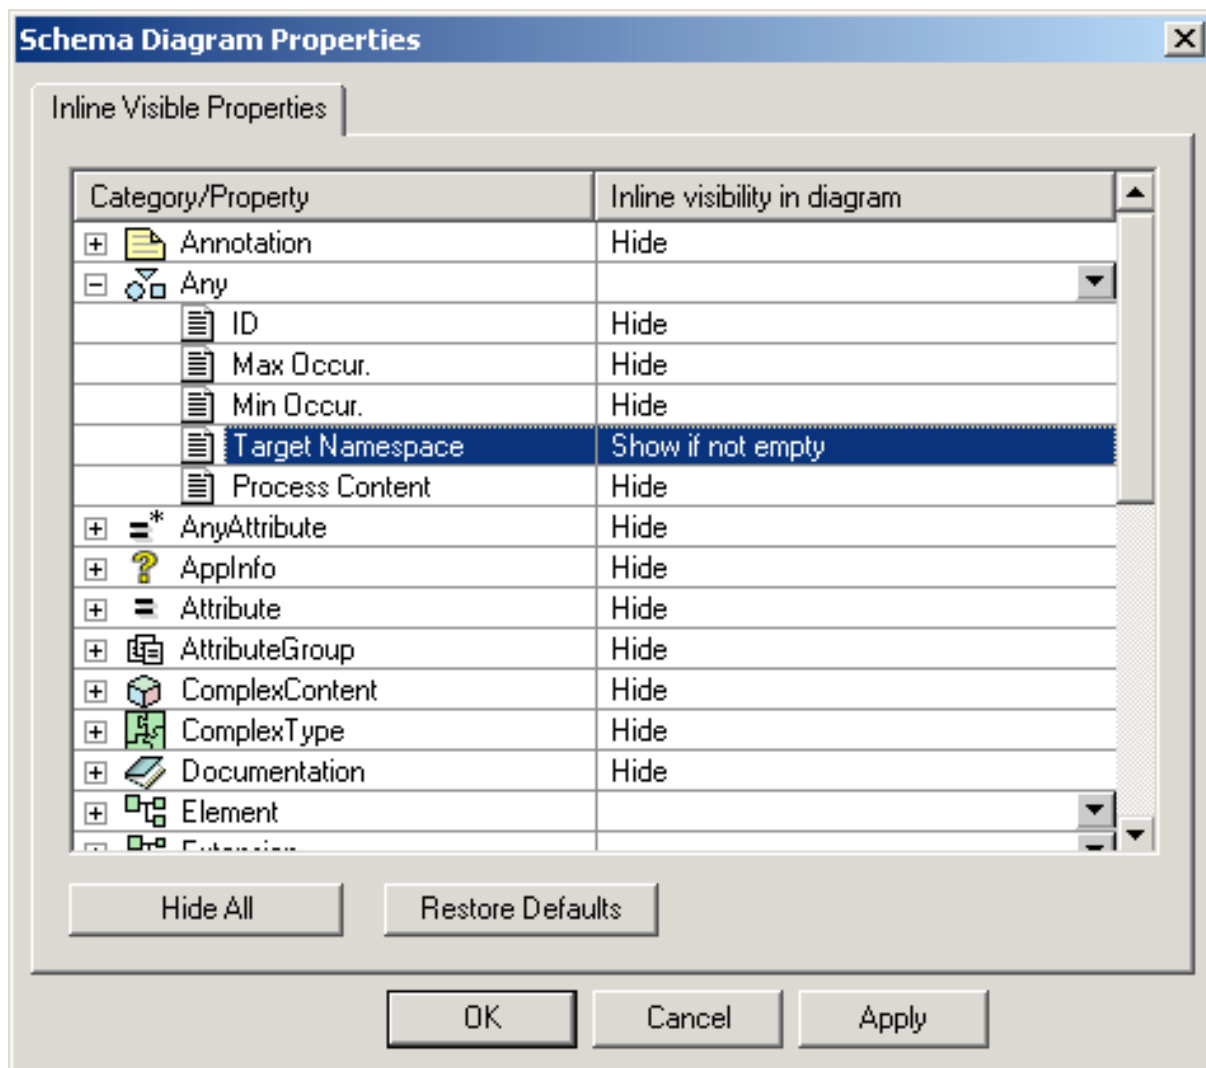 Schema Diagram Properties
Inline Visible Properties
Category/Property Inline visibility in diagram
Annotation Hide
Any
ID Hide
Max Occur. Hide
Min Occur. Hide
Target Namespace Show if not empty
Process Content Hide
AnyAttribute Hide
AppInfo Hide
Attribute Hide
AttributeGroup Hide
ComplexContent Hide
ComplexType Hide
Documentation Hide
Element
Extension
Hide All Restore Defaults
OK Cancel Apply